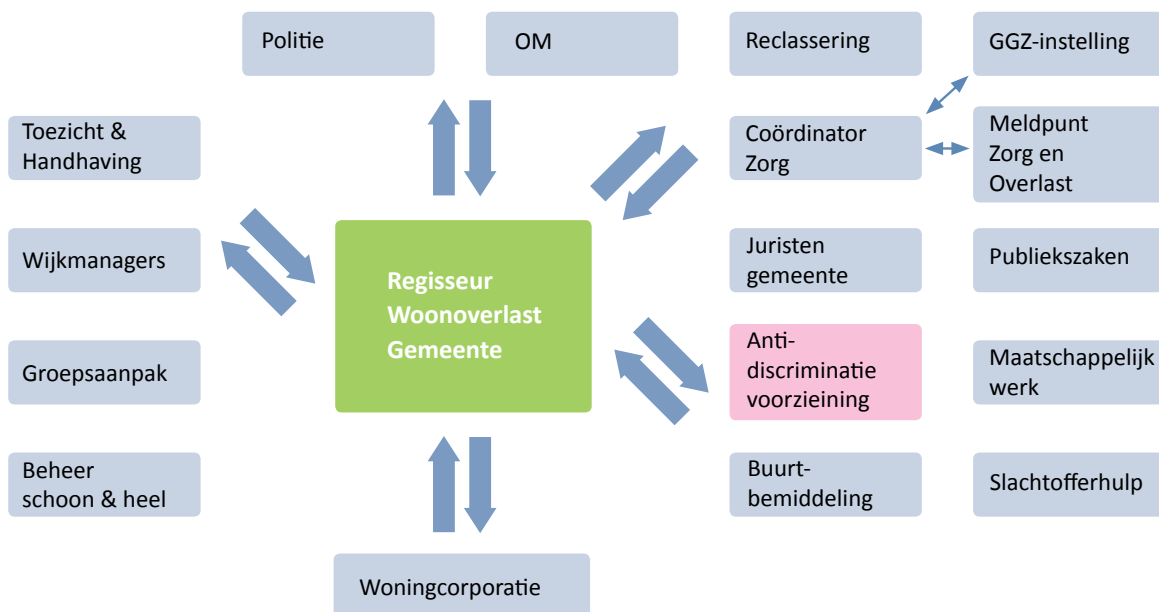 Politie
OM
Reclassering
GGZ-instelling
Toezicht &
Handhaving
Coördinator
Zorg
Meldpunt
Zorg en
Overlast
Wijkmanagers
Regisseur
Woonoverlast
Gemeente
Juristen
gemeente
Publiekszaken
Groepsaanpak
Anti-
discriminatie
voorzieining
Maatschappelijk
werk
Beheer
schoon & heel
Buurt-
bemiddeling
Slachtofferhulp
Woningcorporatie